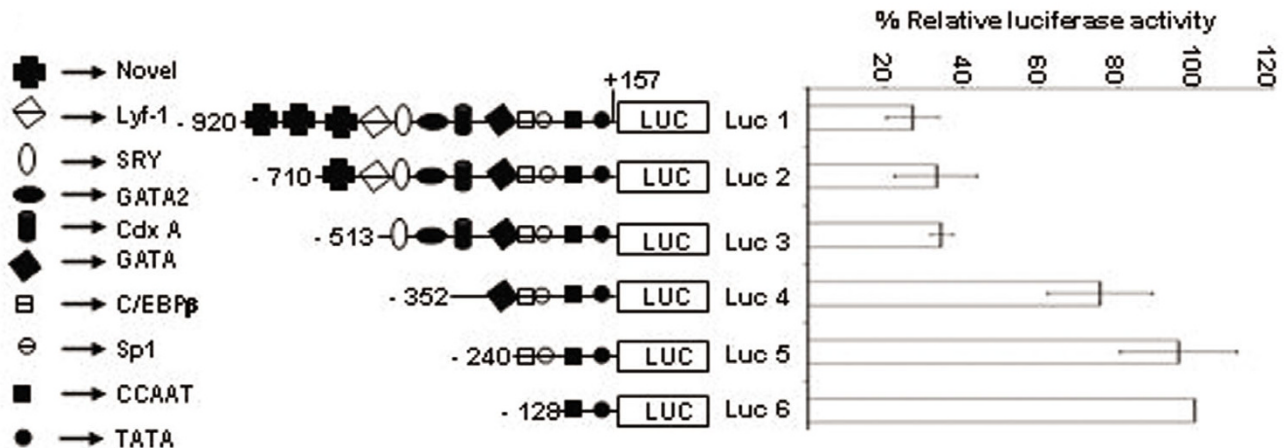 % Relative luciferase activity
20 40 60 80 100 120
Novel
Lyf-1
SRY
GATA2
Cdx A
GATA
C/EBPβ
Sp1
CCAAT
TATA
+157
- 920 LUC Luc 1
- 710 LUC Luc 2
- 513 LUC Luc 3
- 352 LUC Luc 4
- 240 LUC Luc 5
- 128 LUC Luc 6